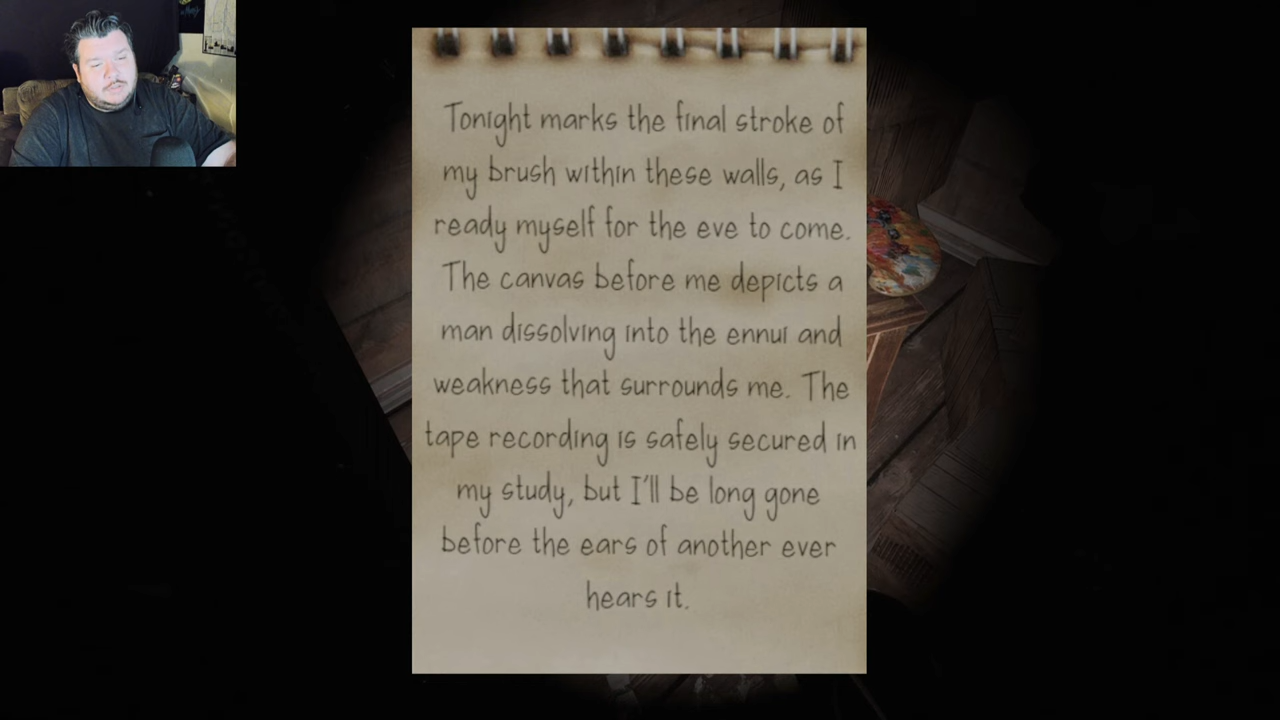 Tonight marks the final stroke of
my brush within these walls, as I
ready myself for the eve to come.
The canvas before me depicts a
man dissolving into the ennui and
weakness that surrounds me. The
tape recording is safely secured in
my study, but I'll be long gone
before the ears of another ever
hears it.